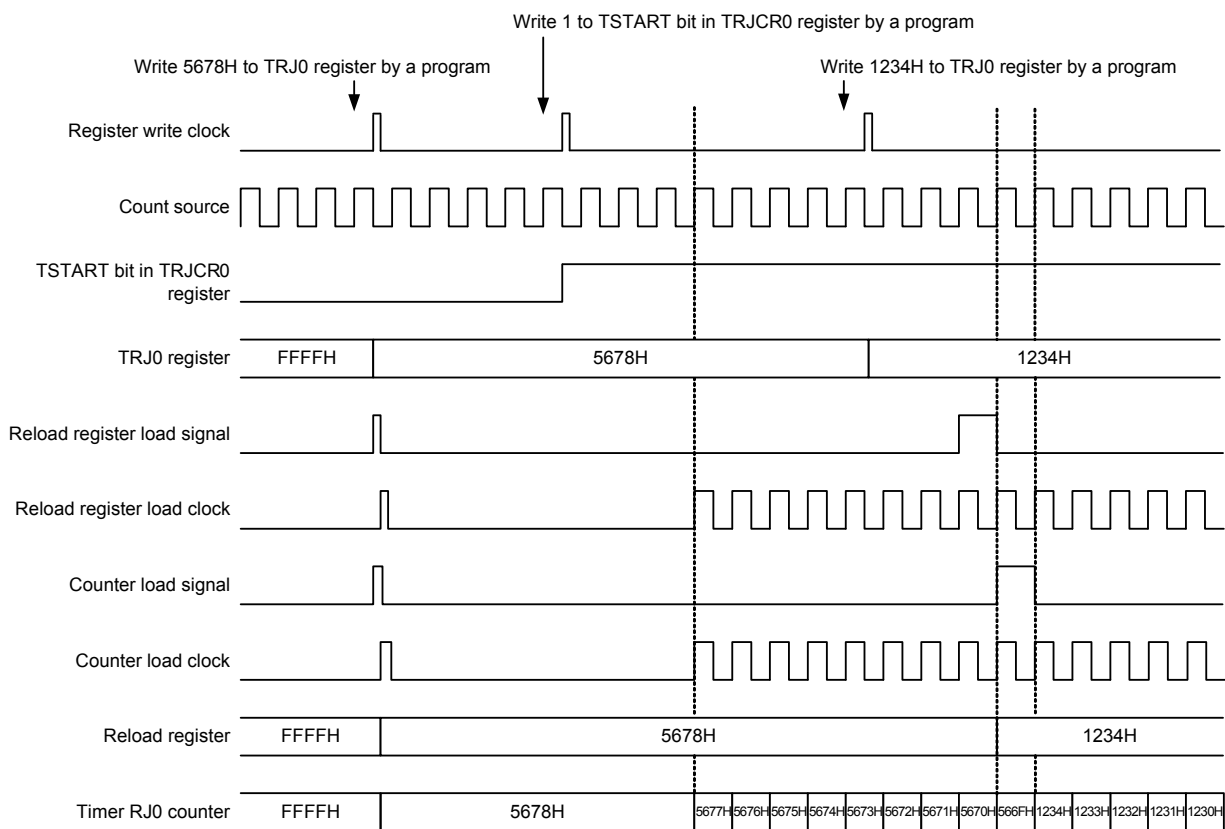 Write 1 to TSTART bit in TRJCR0 register by a program
Write 5678H to TRJ0 register by a program
Write 1234H to TRJ0 register by a program
Register write clock
Count source
TSTART bit in TRJCR0
register
TRJ0 register FFFFH 5678H 1234H
Reload register load signal
Reload register load clock
Counter load signal
Counter load clock
Reload register FFFFH 5678H 1234H
Timer RJ0 counter FFFFH 5678H 5677H 5676H 5675H 5674H 5673H 5672H 5671H 5670H 566FH 1234H 1233H 1232H 1231H 1230H